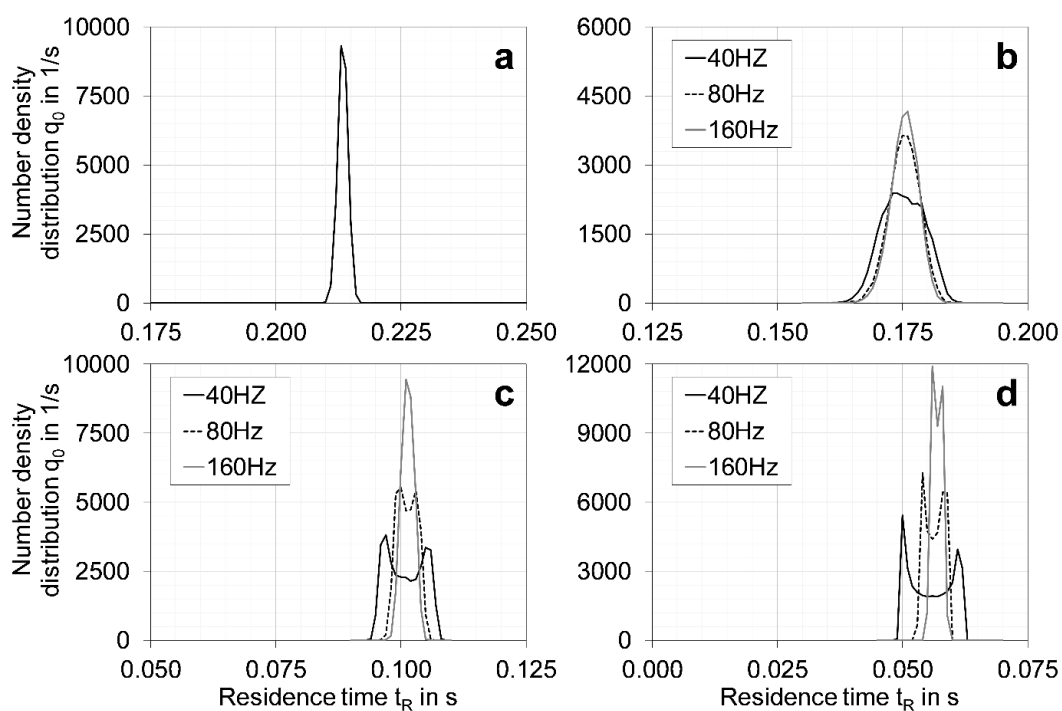 Number density
distribution q0 in 1/s
10000
7500
5000
2500
0
a
0.175 0.200 0.225 0.250
6000
4500
3000
1500
0
40HZ
80Hz
160Hz
b
0.125 0.150 0.175 0.200
Number density
distribution q0 in 1/s
10000
7500
5000
2500
0
40HZ
80Hz
160Hz
c
0.050 0.075 0.100 0.125
Residence time tR in s
12000
9000
6000
3000
0
40HZ
80Hz
160Hz
d
0.000 0.025 0.050 0.075
Residence time tR in s